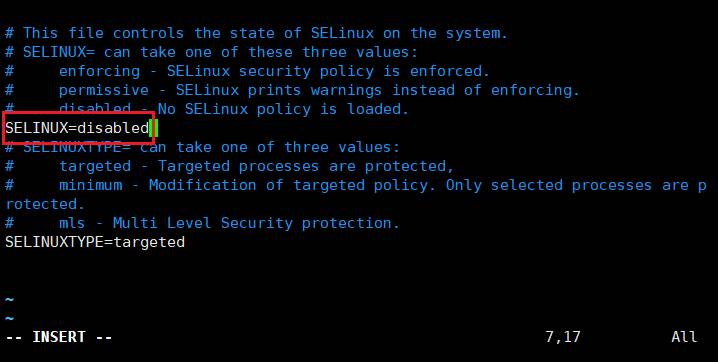 # This file controls the state of SELinux on the system.
# SELINUX= can take one of these three values:
#     enforcing - SELinux security policy is enforced.
#     permissive - SELinux prints warnings instead of enforcing.
#     disabled - No SELinux policy is loaded.
SELINUX=disabled
# SELINUXTYPE= can take one of three values:
#     targeted - Targeted processes are protected,
#     minimum - Modification of targeted policy. Only selected processes are p
rotected.
#     mls - Multi Level Security protection.
SELINUXTYPE=targeted
~
~
-- INSERT -- 7,17 All